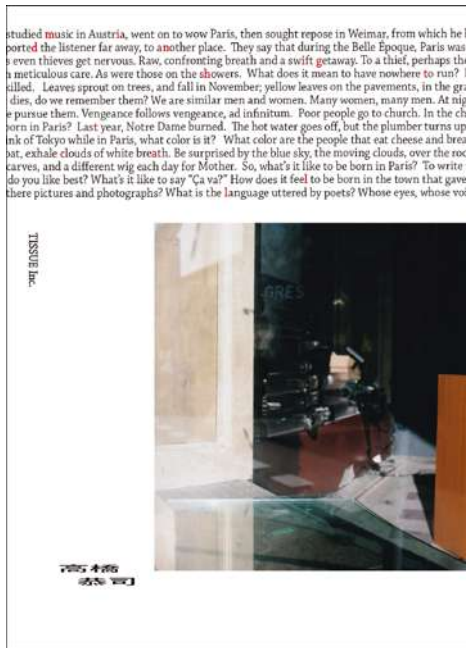 studied music in Austria, went on to wow Paris, then sought repose in Weimar, from which he
ported the listener far away, to another place. They say that during the Belle Époque, Paris was
s even thieves get nervous. Raw, confronting breath and a swift getaway. To a thief, perhaps the
meticulous care. As were those on the showers. What does it mean to have nowhere to run?
killed. Leaves sprout on trees, and fall in November; yellow leaves on the pavements, in the gra
dies, do we remember them? We are similar men and women. Many women, many men. At nig
e pursue them. Vengeance follows vengeance, ad infinitum. Poor people go to church. In the ch
orn in Paris? Last year, Notre Dame burned. The hot water goes off, but the plumber turns up
ink of Tokyo while in Paris, what color is it? What color are the people that eat cheese and brea
oat, exhale clouds of white breath. Be surprised by the blue sky, the moving clouds, over the roo
carves, and a different wig each day for Mother. So, what's it like to be born in Paris? To write
do you like best? What's it like to say "Ça va?" How does it feel to be born in the town that gave
there pictures and photographs? What is the language uttered by poets? Whose eyes, whose voi
TISSUE Inc.
GRES
高橋
恭司